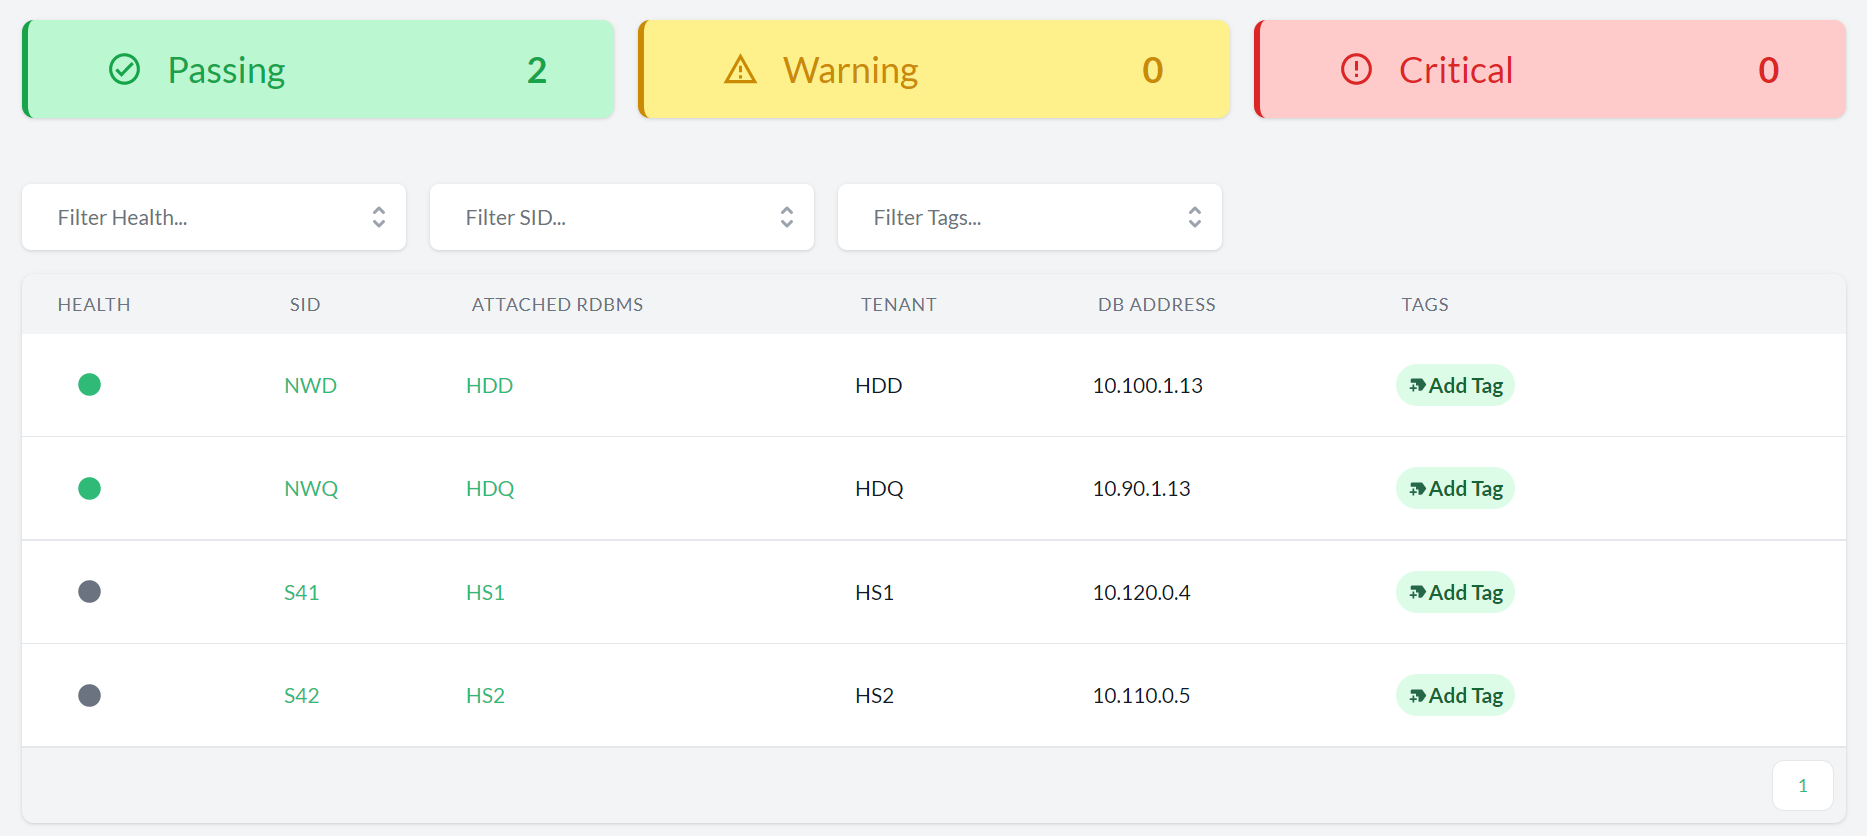 Passing 2 Warning 0 Critical 0
Filter Health... Filter SID... Filter Tags...
HEALTH SID ATTACHED RDBMS TENANT DB ADDRESS TAGS
NWD HDD HDD 10.100.1.13 Add Tag
NWQ HDQ HDQ 10.90.1.13 Add Tag
S41 HS1 HS1 10.120.0.4 Add Tag
S42 HS2 HS2 10.110.0.5 Add Tag
1